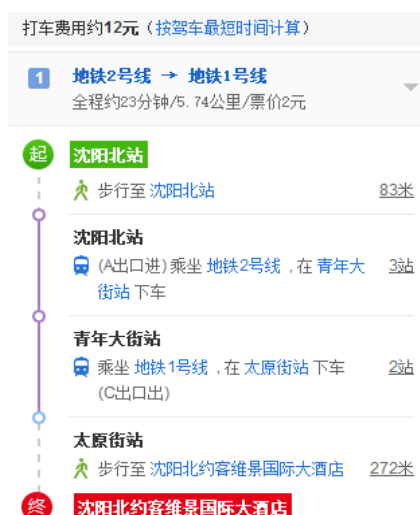 打车费用约12元（按驾车最短时间计算）
1 地铁2号线 → 地铁1号线
全程约23分钟/5.74公里/票价2元
起 沈阳北站
步行至 沈阳北站 83米
沈阳北站
(A出口进) 乘坐 地铁2号线 ,在 青年大 3站
街站 下车
青年大街站
乘坐 地铁1号线 ,在 太原街站 下车 2站
(C出口出)
太原街站
步行至 沈阳北约客维景国际大酒店 272米
终 沈阳北约客维景国际大酒店